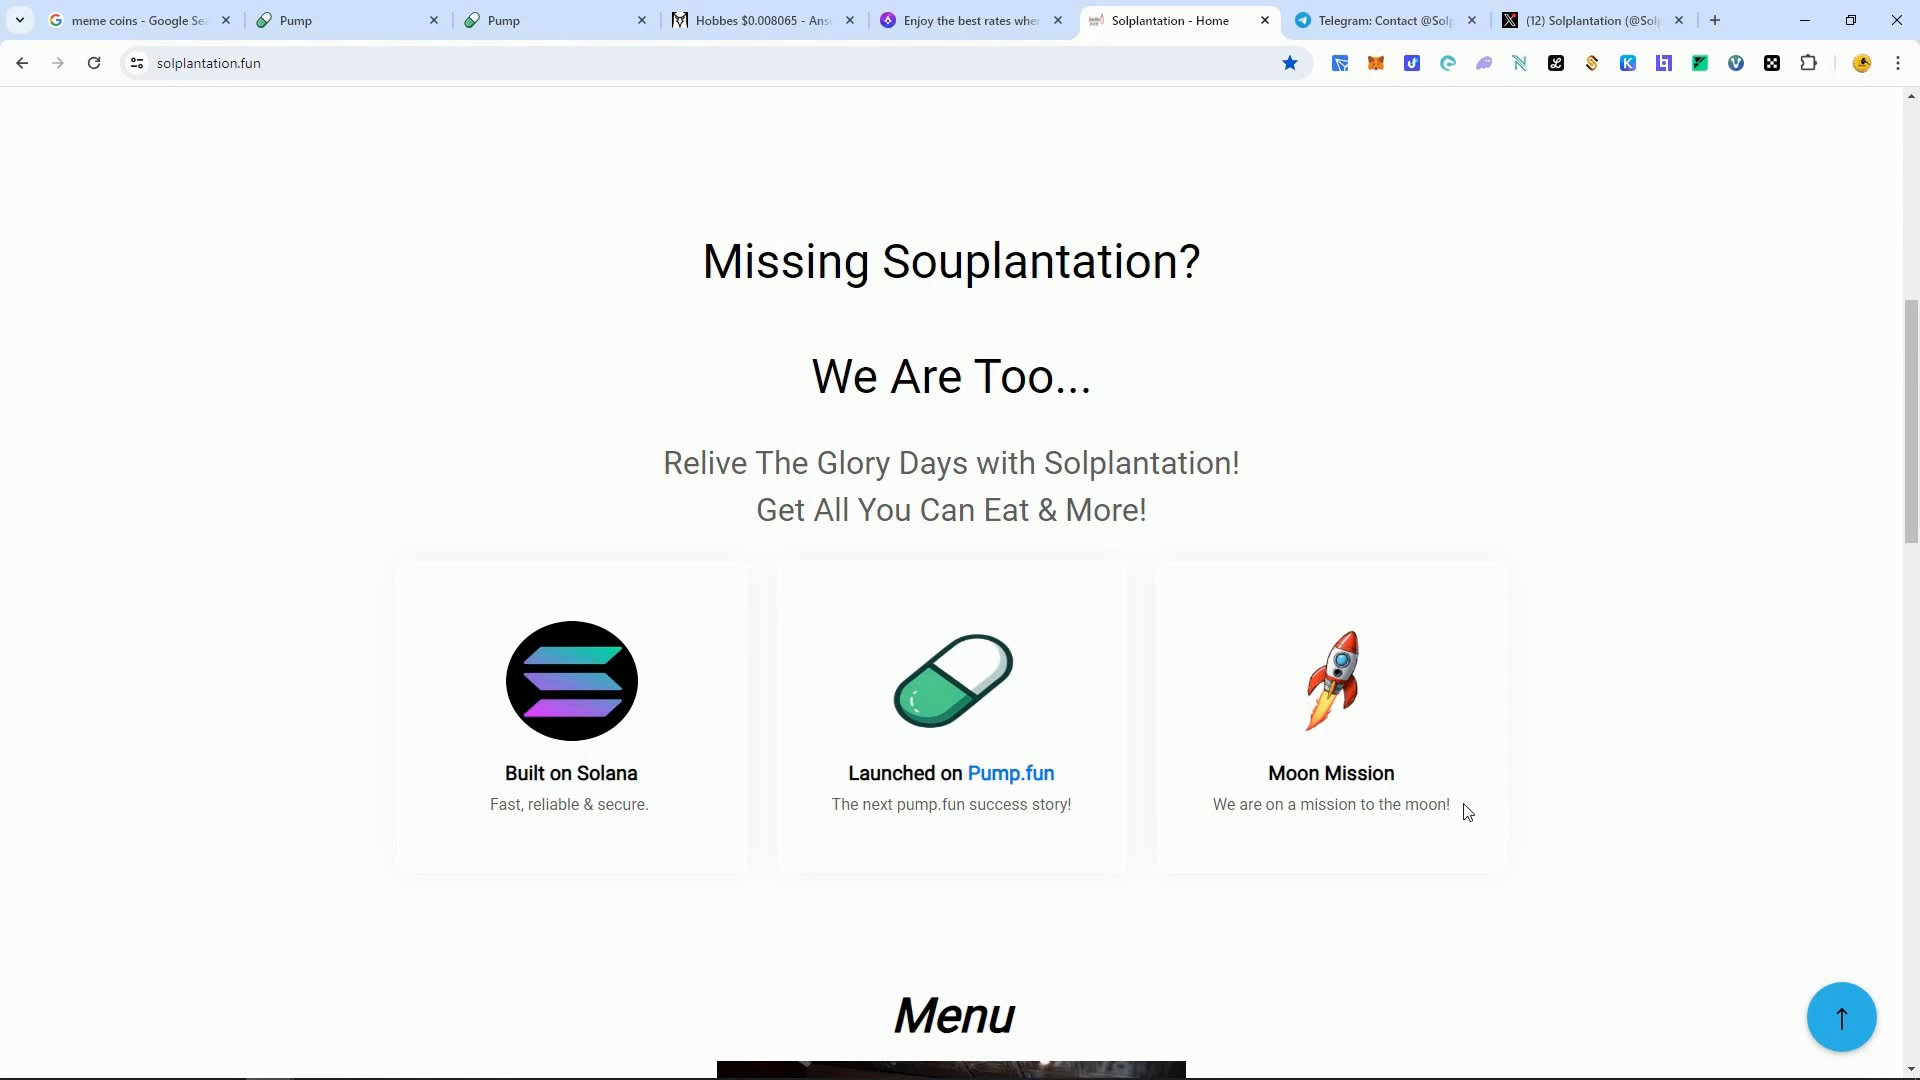 meme coins - Google Se
Pump
Pump
Hobbes $0.008065 - Ans
Enjoy the best rates whe
Solplantation - Home
Telegram: Contact @Solp
(12) Solplantation (@Sol
solplantation.fun
Missing Souplantation?
We Are Too...
Relive The Glory Days with Solplantation!
Get All You Can Eat & More!
Built on Solana
Fast, reliable & secure.
Launched on Pump.fun
The next pump.fun success story!
Moon Mission
We are on a mission to the moon!
Menu